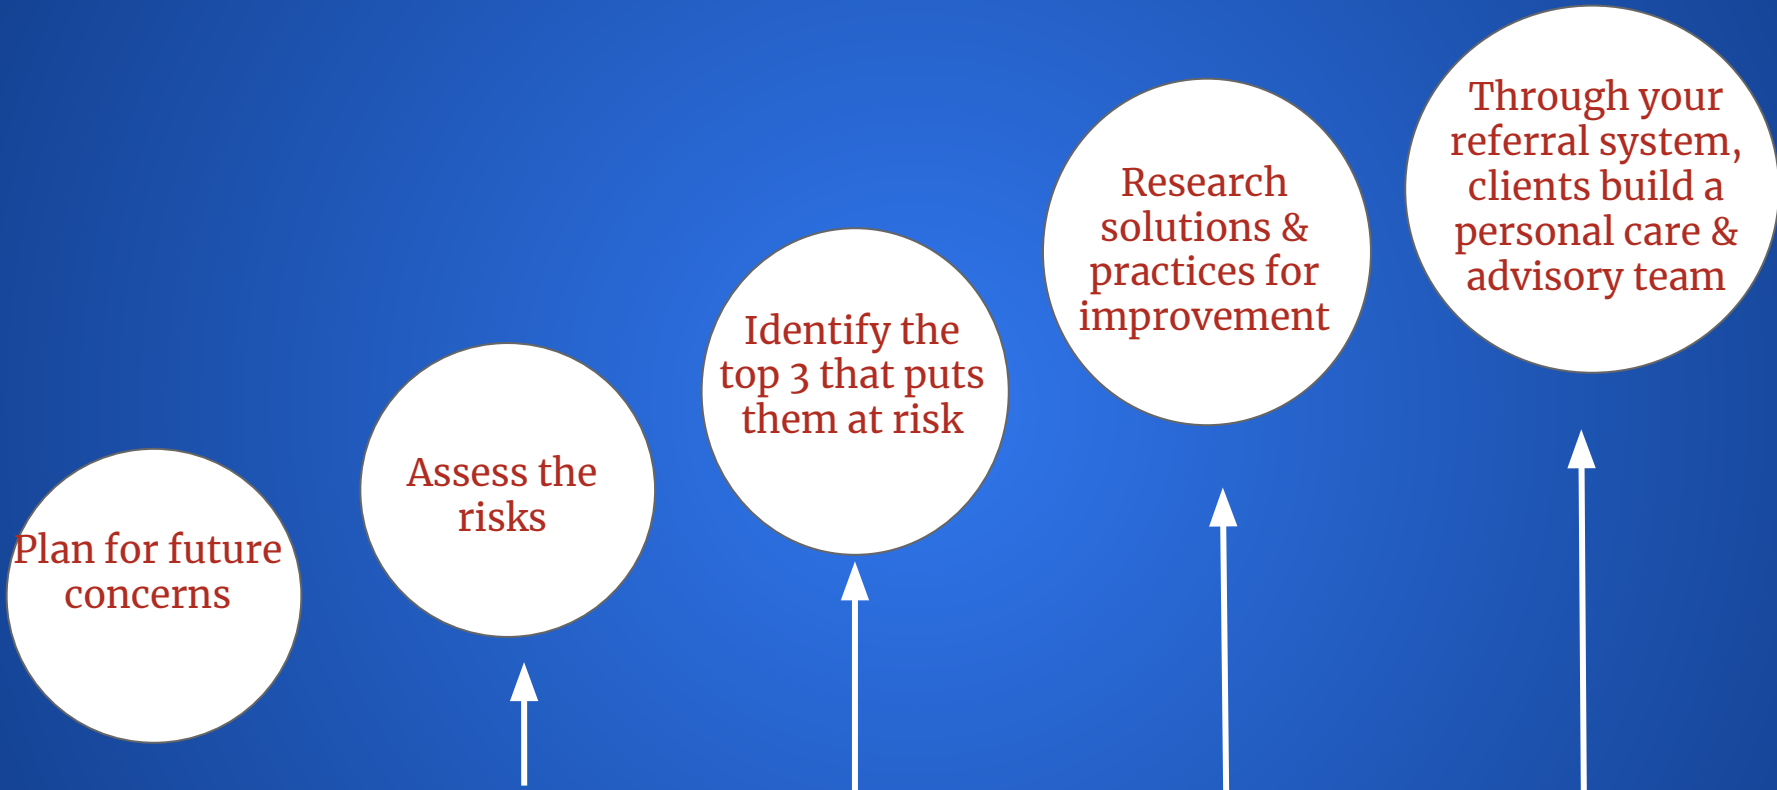 Plan for future
concerns
Assess the
risks
Identify the
top 3 that puts
them at risk
Research
solutions &
practices for
improvement
Through your
referral system,
clients build a
personal care &
advisory team